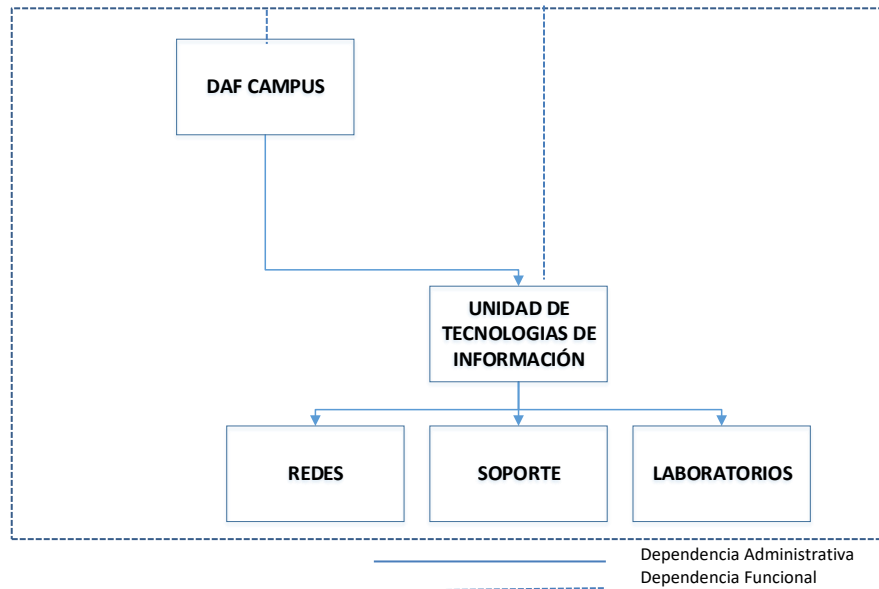 DAF CAMPUS
UNIDAD DE
TECNOLOGIAS DE
INFORMACIÓN
REDES
SOPORTE
LABORATORIOS
Dependencia Administrativa
Dependencia Funcional